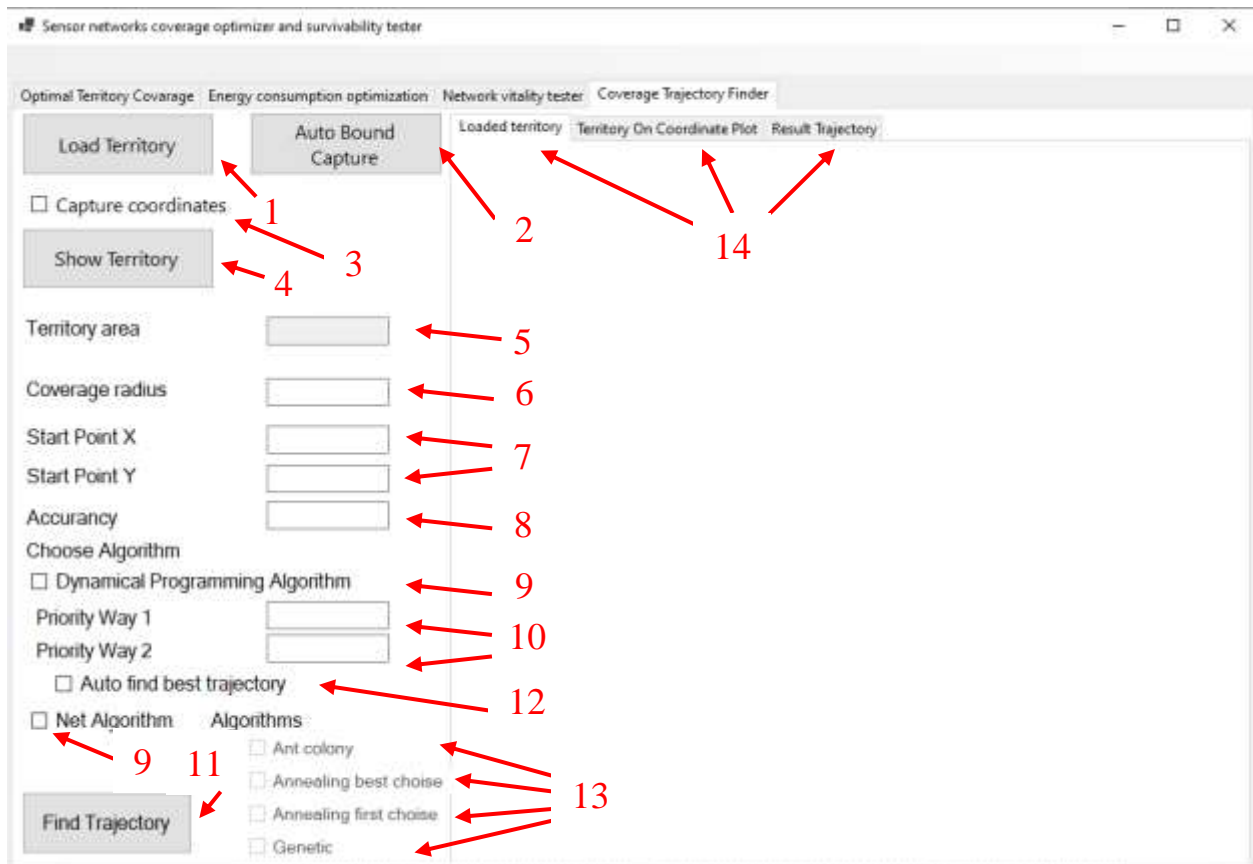 Sensor networks coverage optimizer and survivability tester
Optimal Territory Covarage Energy consumption optimization Network vitality tester Coverage Trajectory Finder
Load Territory
Auto Bound
Capture
Loaded territory Territory On Coordinate Plot Result Trajectory
Capture coordinates
1
2
14
Show Territory
3
4
Territory area
5
Coverage radius
6
Start Point X
7
Start Point Y
Accurancy
8
Choose Algorithm
Dynamical Programming Algorithm
9
Priority Way 1
10
Priority Way 2
Auto find best trajectory
12
Net Algorithm Algorithms
9
11
Ant colony
Annealing best choise
13
Annealing first choise
Find Trajectory
Genetic